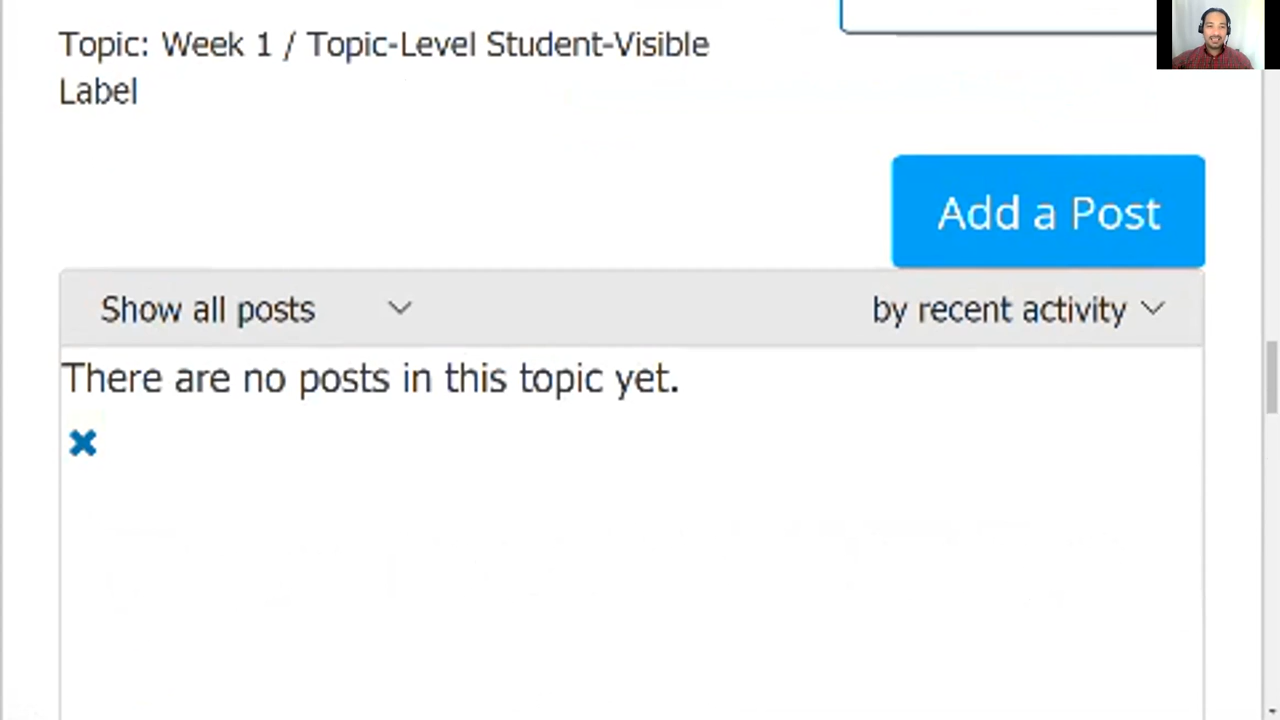 Topic: Week 1 / Topic-Level Student-Visible
Label
Add a Post
Show all posts
by recent activity
There are no posts in this topic yet.